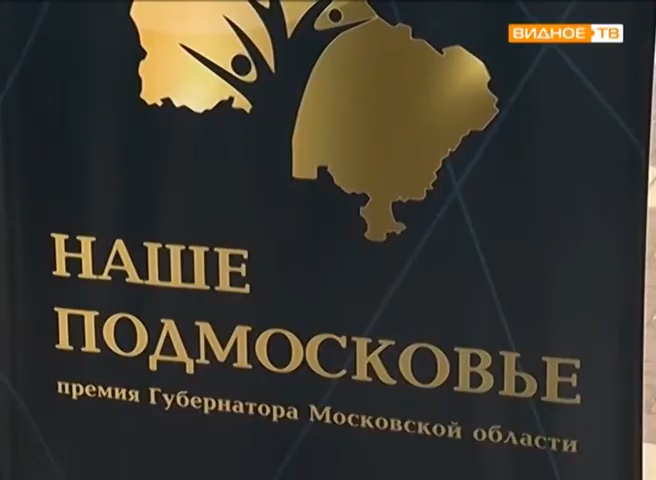 ВИДНОЕ ТВ
НАШЕ
ПОДМОСКОВЬЕ
премия Губернатора Московской области